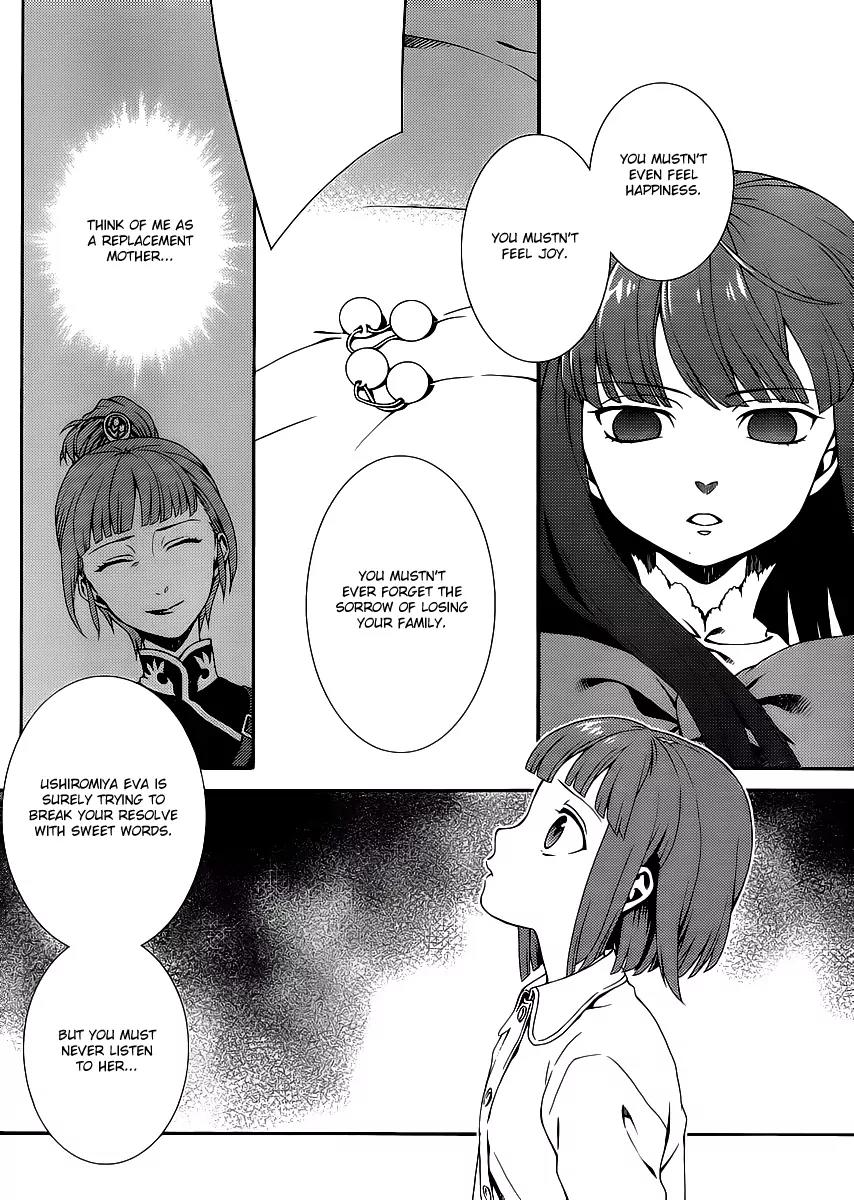 YOU MUSTN'T
EVEN FEEL
HAPPINESS.
YOU MUSTN'T
FEEL JOY.
YOU MUSTN'T
EVER FORGET THE
SORROW OF LOSING
YOUR FAMILY.
THINK OF ME AS
A REPLACEMENT
MOTHER...
USHIROMIYA EVA IS
SURELY TRYING TO
BREAK YOUR RESOLVE
WITH SWEET WORDS.
BUT YOU MUST
NEVER LISTEN
TO HER...